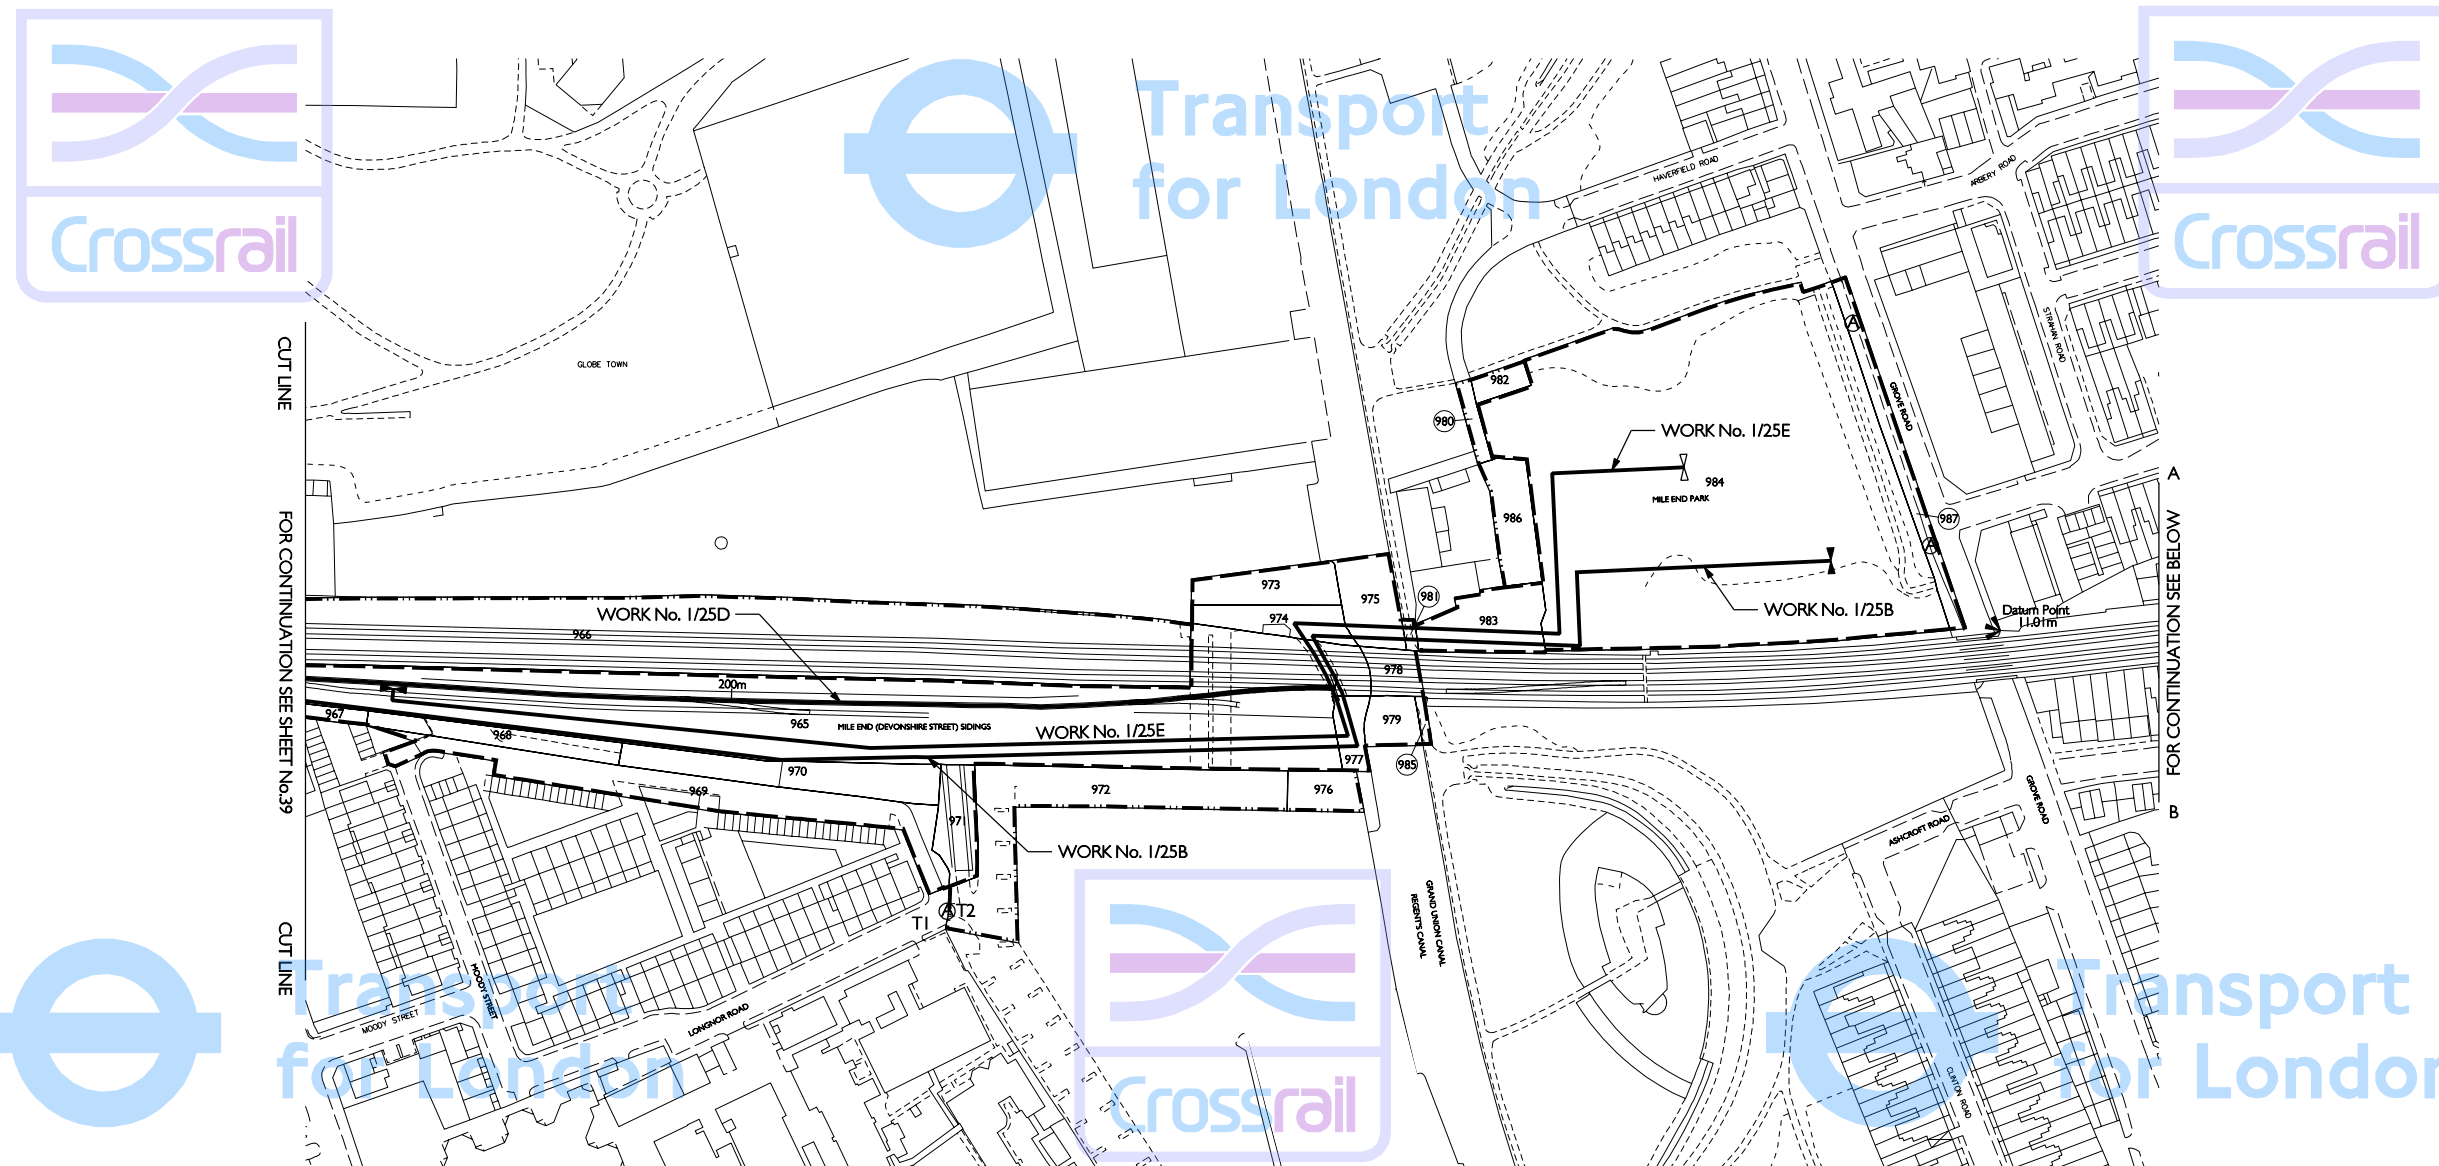 Crossrail
Transport
for London
Crossrail
HAVERFIELD ROAD
ARBERY ROAD
STRAHAN ROAD
GROVE ROAD
CUT LINE
GLOBE TOWN
982
980
A
WORK No. 1/25E
984
MILE END PARK
A
986
987
A
FOR CONTINUATION SEE SHEET No.39
FOR CONTINUATION SEE BELOW
973
975
981
WORK No. 1/25D
974
983
WORK No. 1/25B
Datum Point
11.01m
966
978
200m
967
965
MILE END (DEVONSHIRE STREET) SIDINGS
WORK No. 1/25E
979
968
977
985
970
969
972
976
B
97
GROVE ROAD
ASHCROFT ROAD
WORK No. 1/25B
T1
A
T2
GRAND UNION CANAL
REGENT'S CANAL
CUT LINE
MOODY STREET
MOODY STREET
LONGNOR ROAD
CLINTON ROAD
Transport
for London
Crossrail
Transport
for London